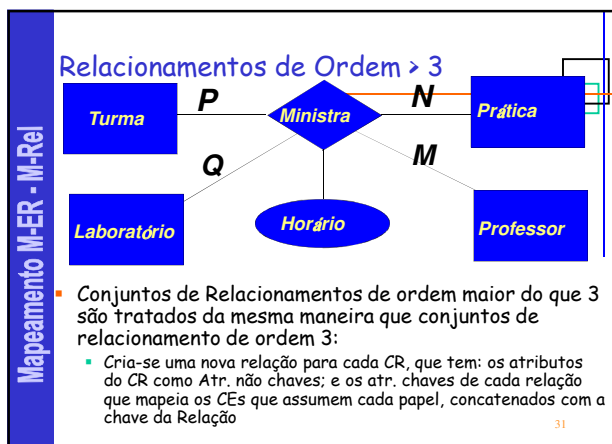 Mapeamento M-ER - M-Rel
Relacionamentos de Ordem > 3
Turma
P
Ministra
N
Prática
Q
M
Laboratório
Horário
Professor
Conjuntos de Relacionamentos de ordem maior do que 3
são tratados da mesma maneira que conjuntos de
relacionamento de ordem 3:
Cria-se uma nova relação para cada CR, que tem: os atributos
do CR como Atr. não chaves; e os atr. chaves de cada relação
que mapeia os CEs que assumem cada papel, concatenados com a
chave da Relação
31